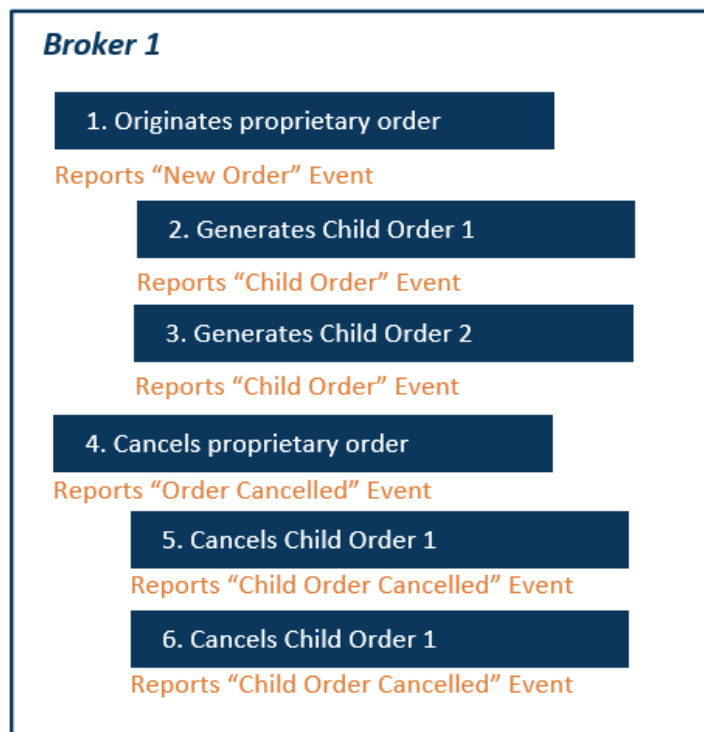 Broker 1
1. Originates proprietary order
Reports “New Order” Event
2. Generates Child Order 1
Reports “Child Order” Event
3. Generates Child Order 2
Reports “Child Order” Event
4. Cancels proprietary order
Reports “Order Cancelled” Event
5. Cancels Child Order 1
Reports “Child Order Cancelled” Event
6. Cancels Child Order 1
Reports “Child Order Cancelled” Event